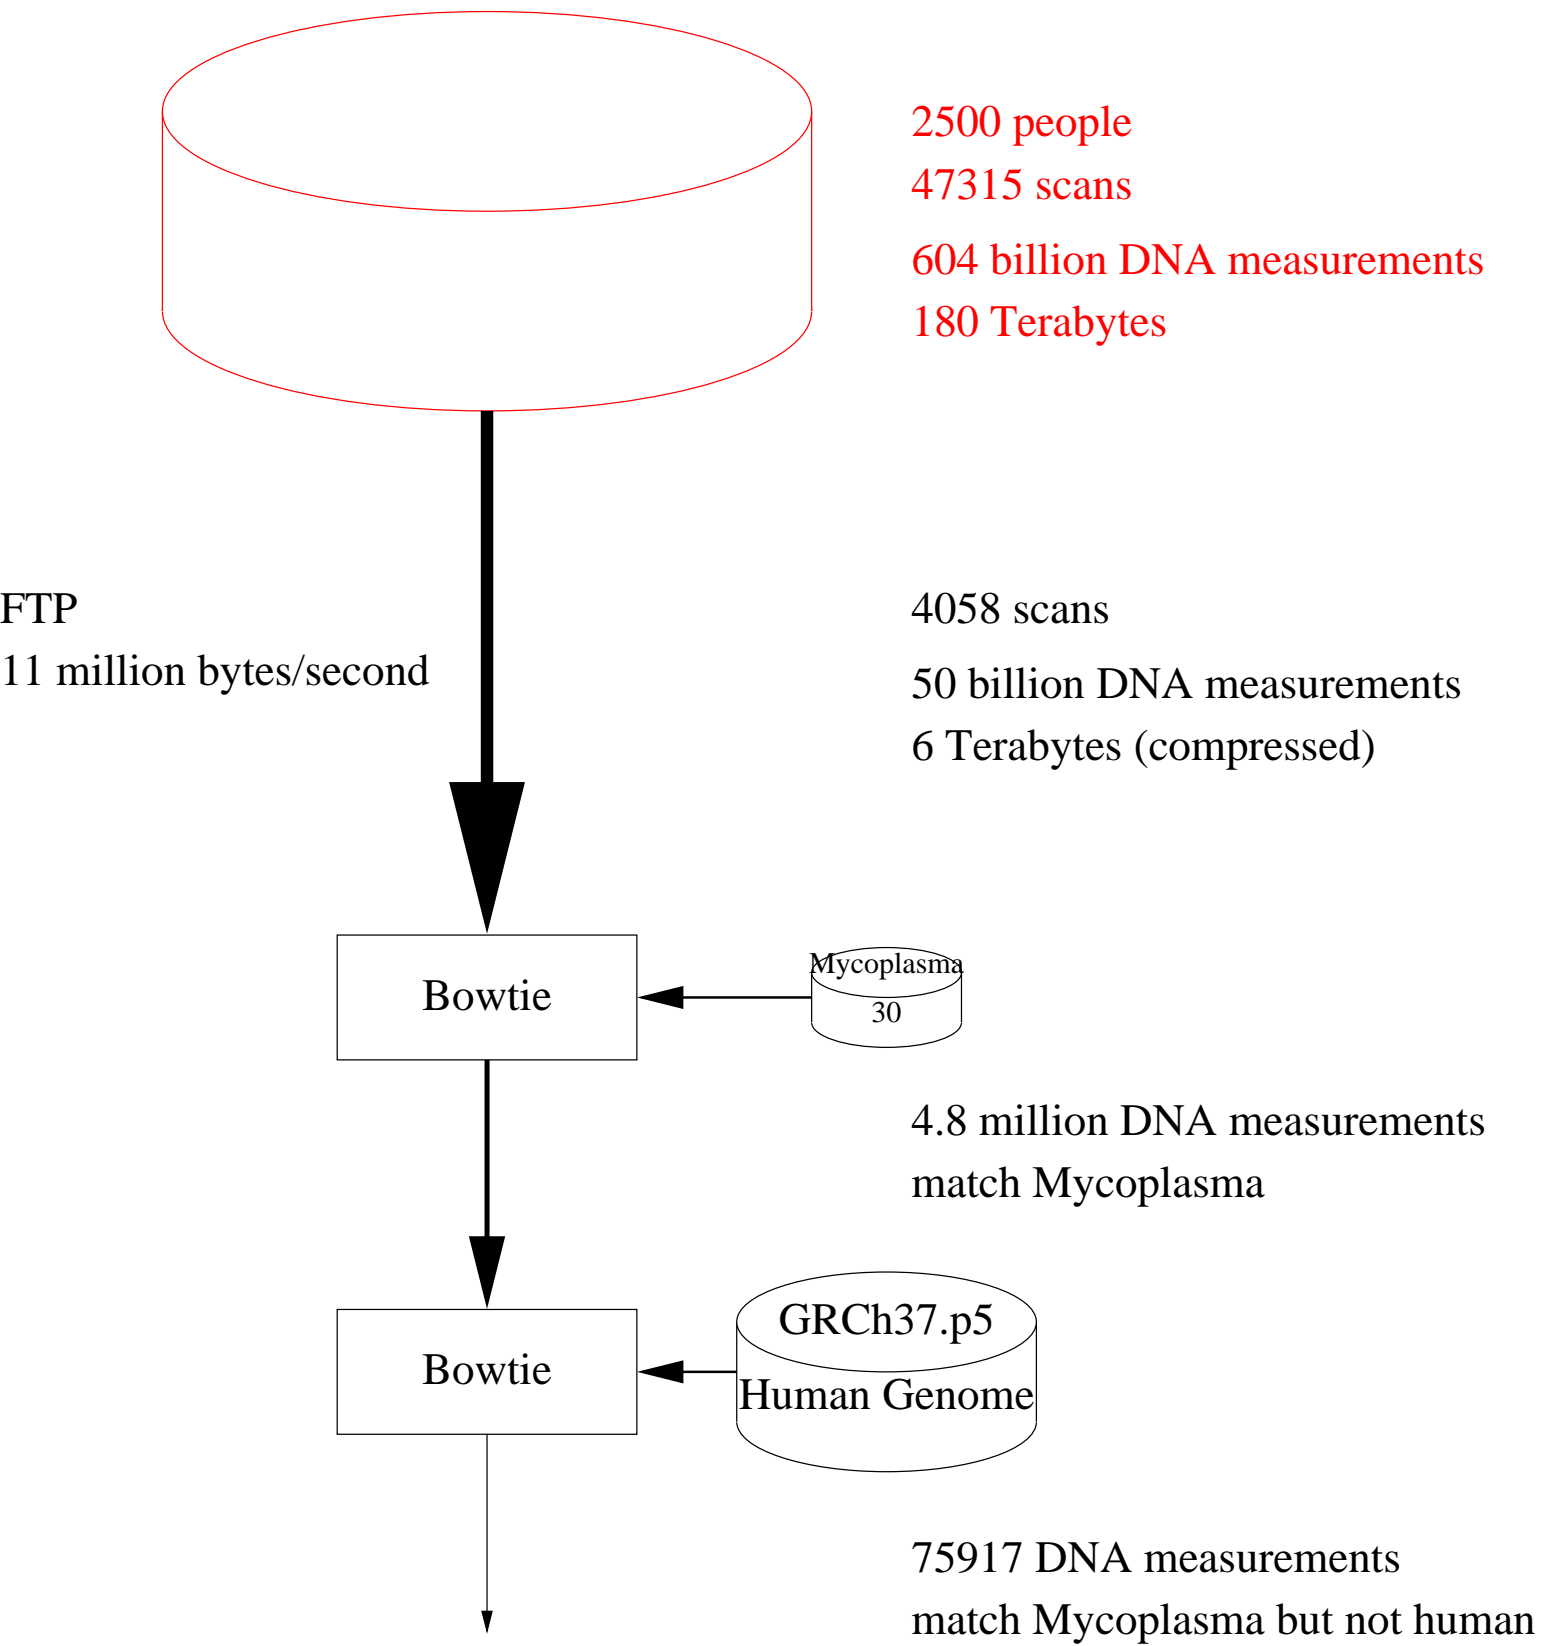 2500 people
47315 scans
604 billion DNA measurements
180 Terabytes
FTP
11 million bytes/second
4058 scans
50 billion DNA measurements
6 Terabytes (compressed)
Bowtie
Mycoplasma
30
4.8 million DNA measurements
match Mycoplasma
Bowtie
GRCh37.p5
Human Genome
75917 DNA measurements
match Mycoplasma but not human